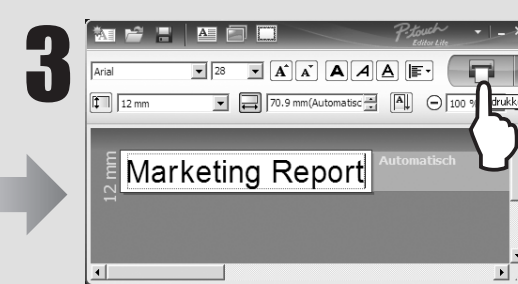 3
P-touch
Editor Lite
Arial 28 A A A A A
12 mm 70.9 mm(Automatisc A 100 %
drukk
12 mm
Marketing Report
Automatisch